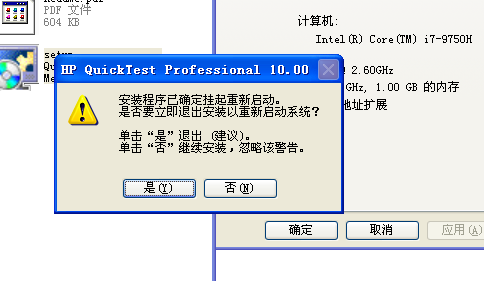 PDF 文件
604 KB
计算机:
Intel(R) Core(TM) i7-9750H
2.60GHz
GHz, 1.00 GB 的内存
地址扩展
HP QuickTest Professional 10.00
安装程序已确定挂起重新启动。
是否要立即退出安装以重新启动系统?
单击“是”退出 (建议)。
单击“否”继续安装,忽略该警告。
是(Y)
否(N)
确定
取消
应用(A)